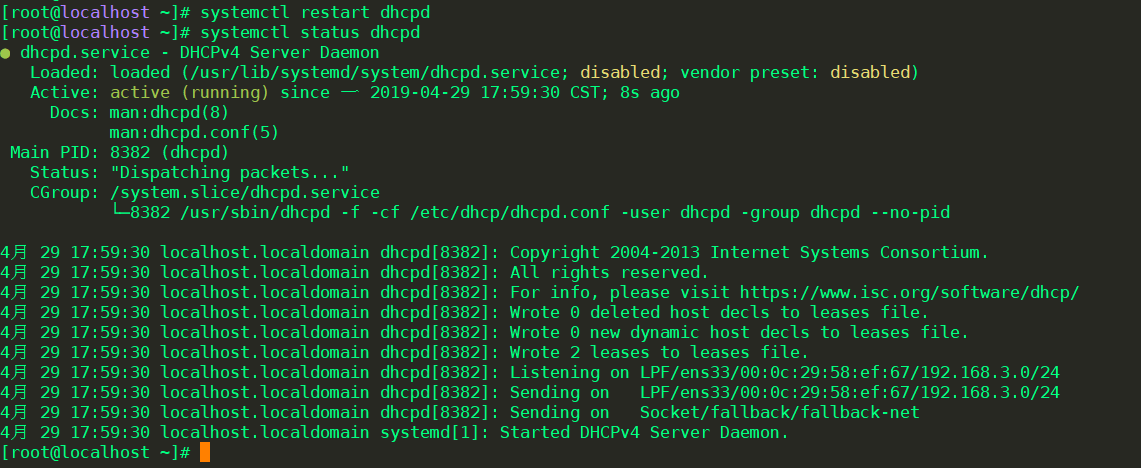 [root@localhost ~]# systemctl restart dhcpd
[root@localhost ~]# systemctl status dhcpd
● dhcpd.service - DHCPv4 Server Daemon
   Loaded: loaded (/usr/lib/systemd/system/dhcpd.service; disabled; vendor preset: disabled)
   Active: active (running) since 一 2019-04-29 17:59:30 CST; 8s ago
     Docs: man:dhcpd(8)
           man:dhcpd.conf(5)
 Main PID: 8382 (dhcpd)
   Status: "Dispatching packets..."
   CGroup: /system.slice/dhcpd.service
           └─8382 /usr/sbin/dhcpd -f -cf /etc/dhcp/dhcpd.conf -user dhcpd -group dhcpd --no-pid

4月 29 17:59:30 localhost.localdomain dhcpd[8382]: Copyright 2004-2013 Internet Systems Consortium.
4月 29 17:59:30 localhost.localdomain dhcpd[8382]: All rights reserved.
4月 29 17:59:30 localhost.localdomain dhcpd[8382]: For info, please visit https://www.isc.org/software/dhcp/
4月 29 17:59:30 localhost.localdomain dhcpd[8382]: Wrote 0 deleted host decls to leases file.
4月 29 17:59:30 localhost.localdomain dhcpd[8382]: Wrote 0 new dynamic host decls to leases file.
4月 29 17:59:30 localhost.localdomain dhcpd[8382]: Wrote 2 leases to leases file.
4月 29 17:59:30 localhost.localdomain dhcpd[8382]: Listening on LPF/ens33/00:0c:29:58:ef:67/192.168.3.0/24
4月 29 17:59:30 localhost.localdomain dhcpd[8382]: Sending on   LPF/ens33/00:0c:29:58:ef:67/192.168.3.0/24
4月 29 17:59:30 localhost.localdomain dhcpd[8382]: Sending on   Socket/fallback/fallback-net
4月 29 17:59:30 localhost.localdomain systemd[1]: Started DHCPv4 Server Daemon.
[root@localhost ~]#